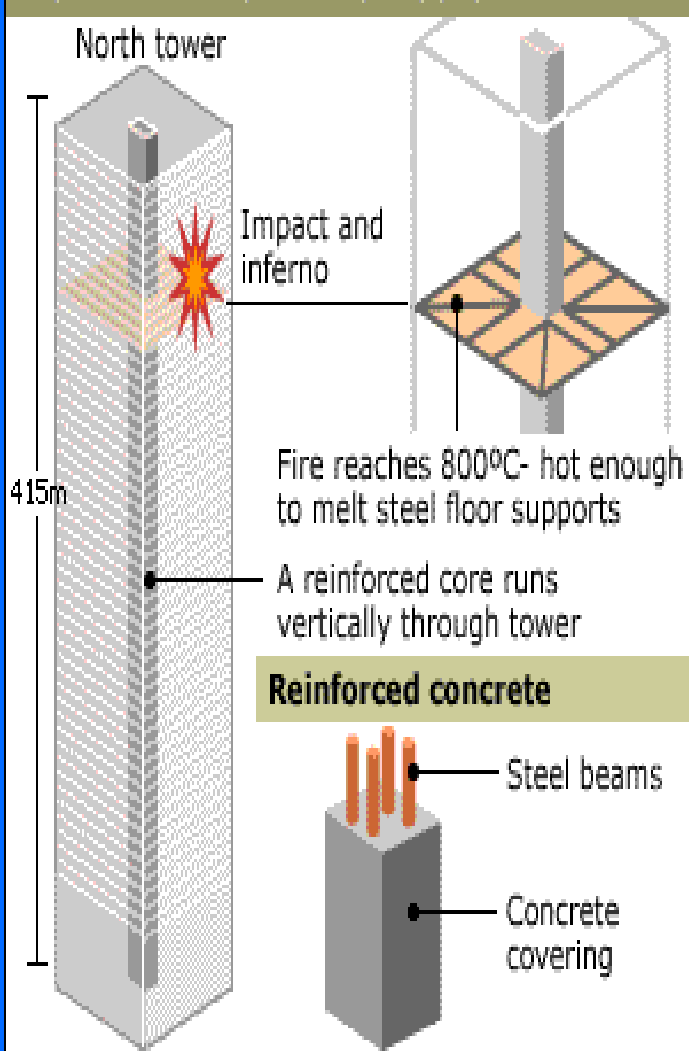 North tower
Impact and
inferno
Fire reaches 800ºC- hot enough
to melt steel floor supports
415m
A reinforced core runs
vertically through tower
Reinforced concrete
Steel beams
Concrete
covering